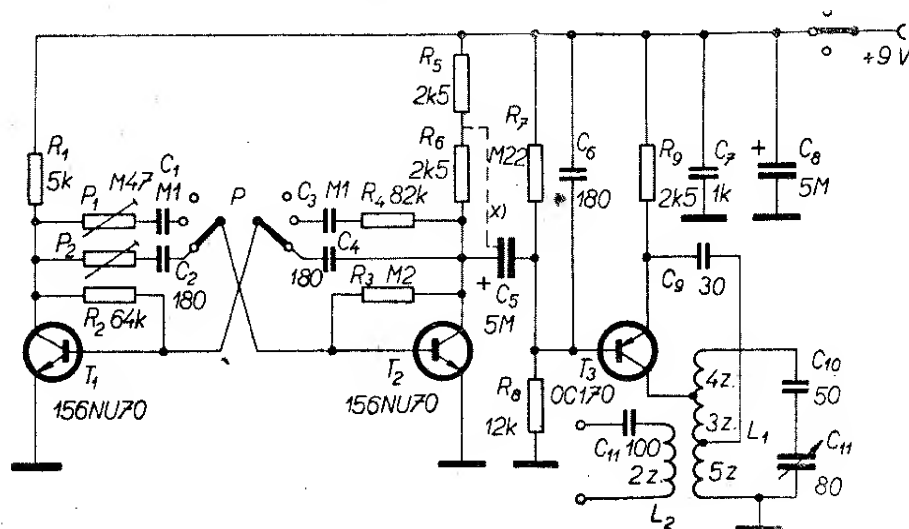 +9 V
R5
2k5
R6
2k5
R7
M22
C6
180
R9
2k5
C7
1k
+
C8
5M
R1
5k
P1
M47
C1
M1
P
C3
M1
R4 82k
x)
P2
C2
180
C4
180
R3 M2
+
C5
5M
C9
30
R2 64k
T1
156NU70
T2
156NU70
T3
OC170
R8
12k
4z.
3z.
L1
5z
C10
50
C11
80
C11 100
2z.
L2